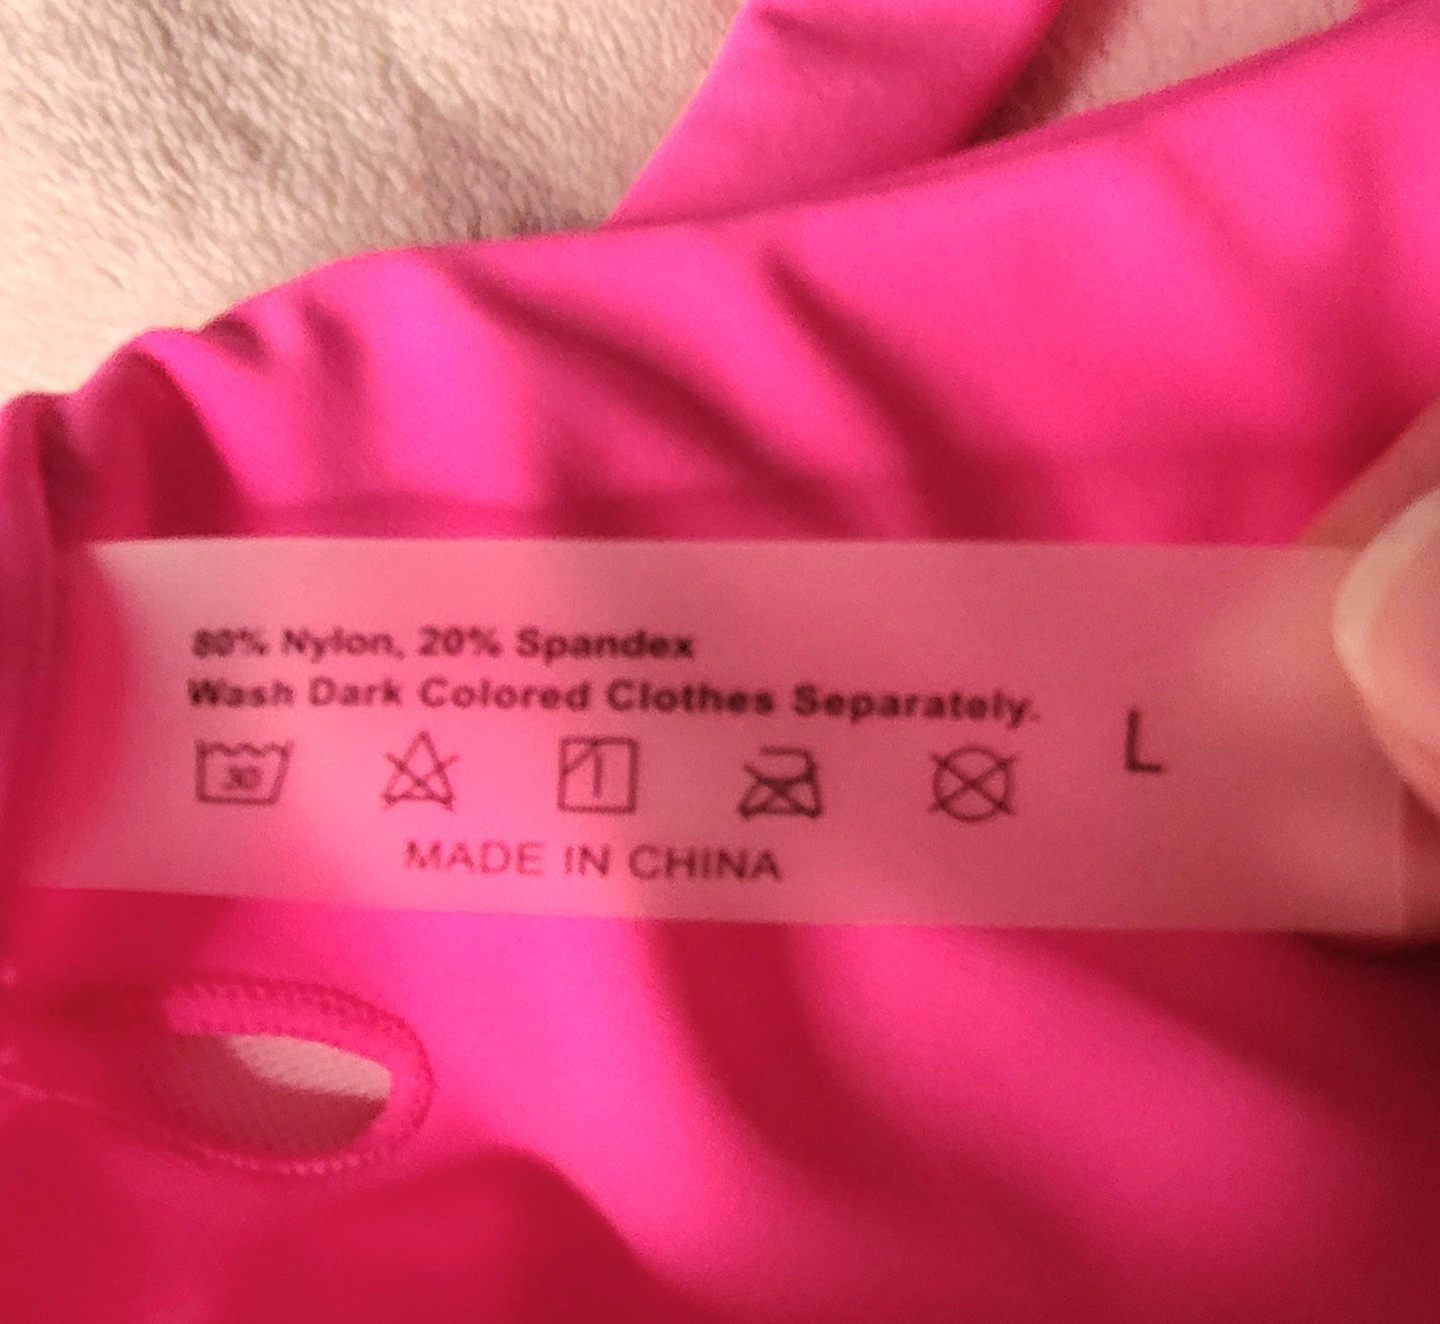 80% Nylon, 20% Spandex
Wash Dark Colored Clothes Separately.
30
L
MADE IN CHINA